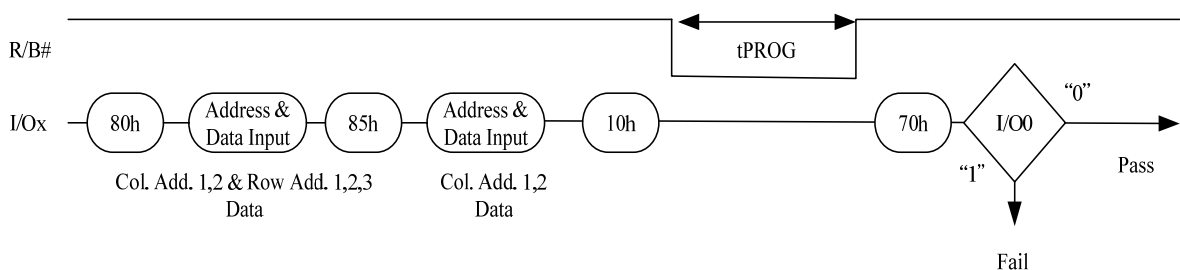 R/B#
tPROG
I/Ox
80h
Address &
Data Input
85h
Address &
Data Input
10h
70h
I/O0
“0”
“1”
Pass
Fail
Col. Add. 1,2 & Row Add. 1,2,3
Data
Col. Add. 1,2
Data